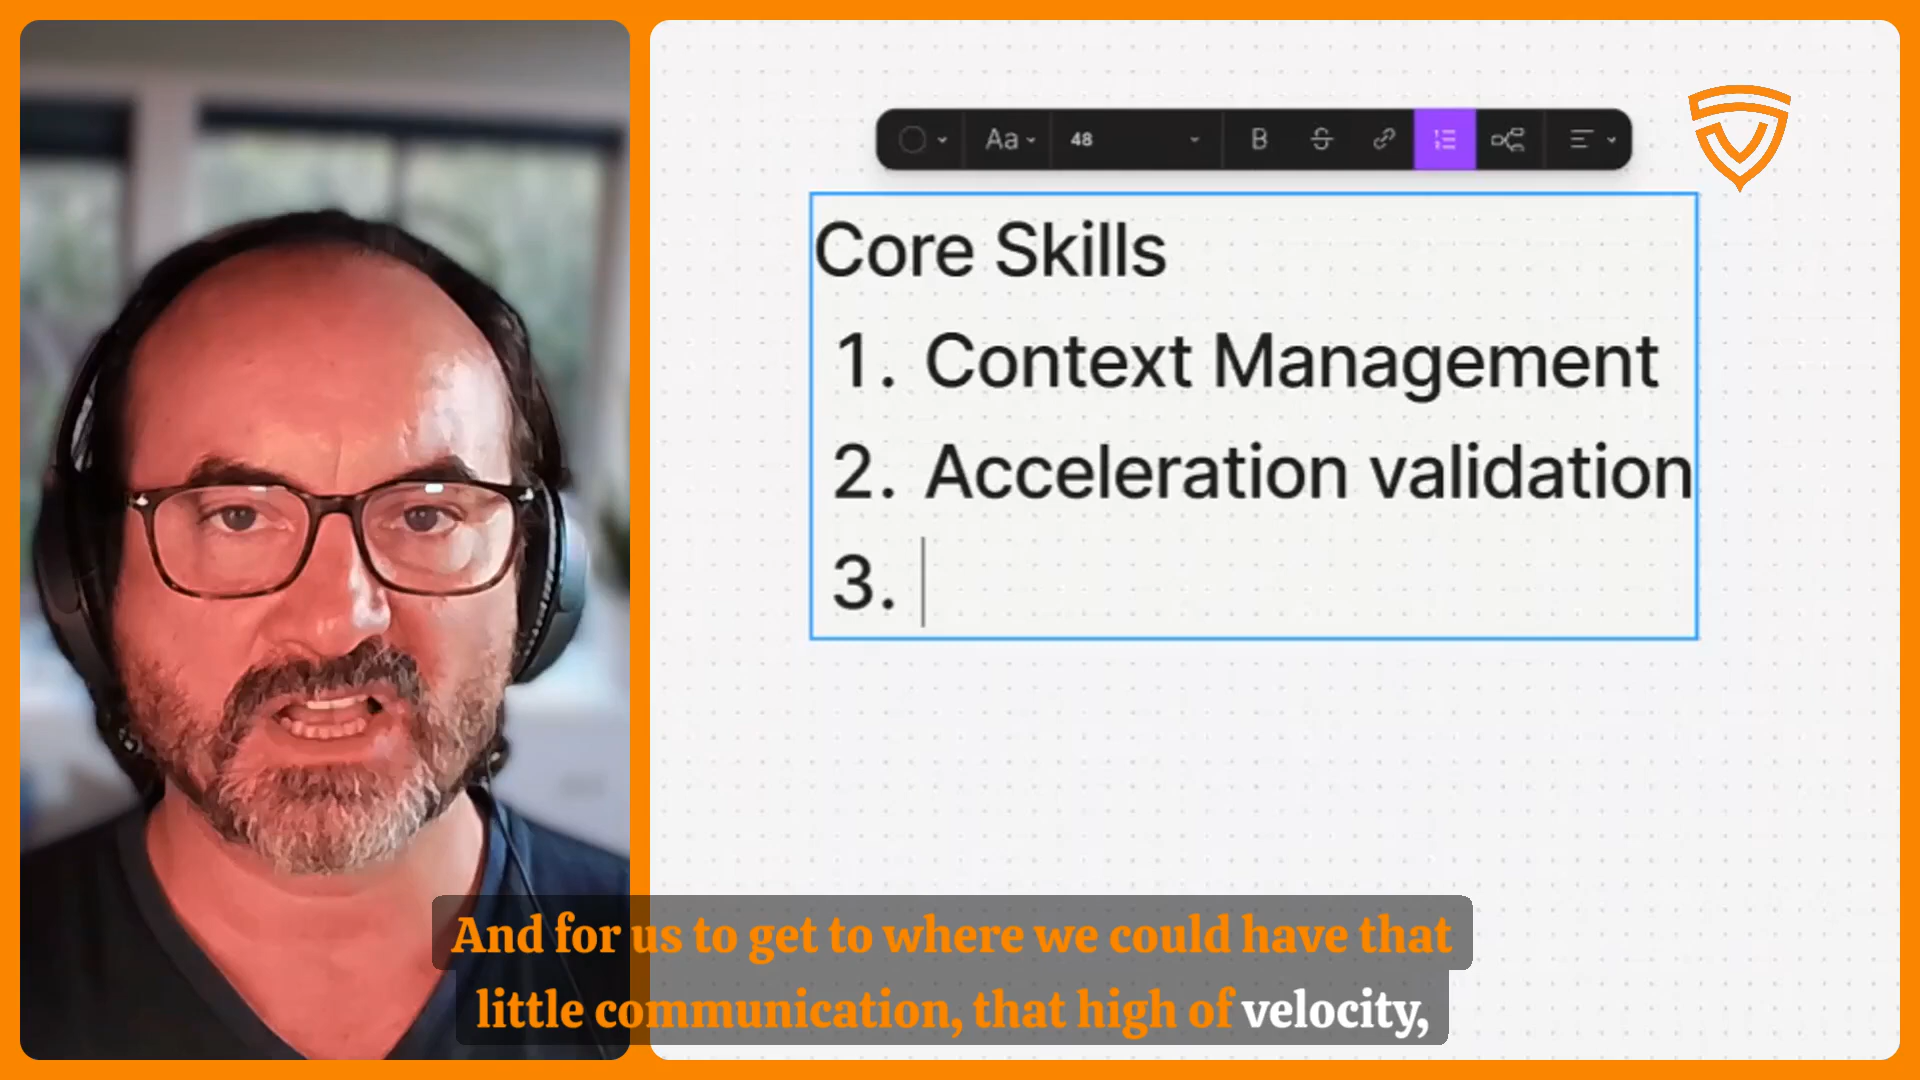 Aa
48
B
S
Core Skills
1. Context Management
2. Acceleration validation
3.
And for us to get to where we could have that
little communication, that high of velocity,